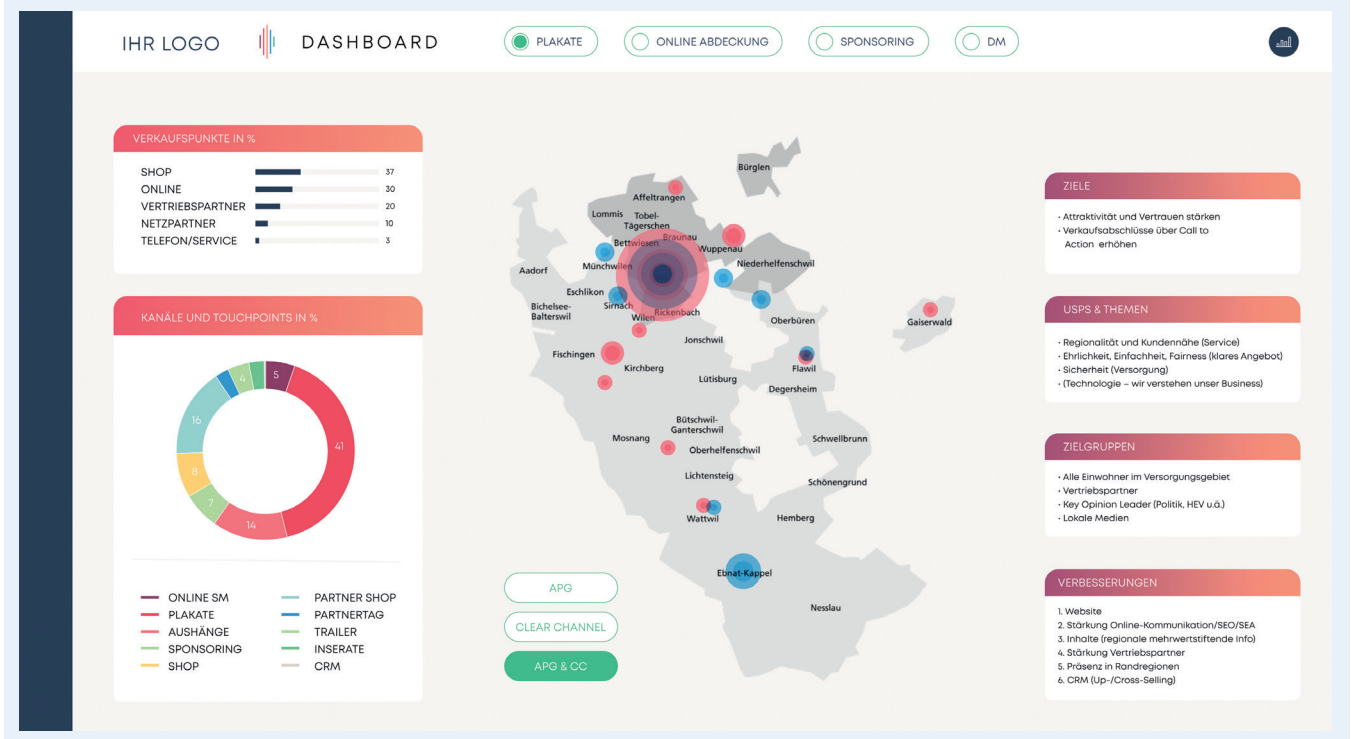 IHR LOGO
DASHBOARD
PLAKATE
ONLINE ABDECKUNG
SPONSORING
DM
VERKAUFSPUNKTE IN %
SHOP 37
ONLINE 30
VERTRIEBSPARTNER 20
NETZPARTNER 10
TELEFON/SERVICE 3
KANÄLE UND TOUCHPOINTS IN %
5
41
14
7
8
16
4
ONLINE SM
PLAKATE
AUSHÄNGE
SPONSORING
SHOP
PARTNER SHOP
PARTNERTAG
TRAILER
INSERATE
CRM
Bürglen
Affeltrangen
Lommis
Tobel-
Tägerschen
Braunau
Bettwiesen
Wuppenau
Münchwilen
Niederhelfenschwil
Aadorf
Eschlikon
Sirnach
Bichelsee-
Balterswil
Wilen
Rickenbach
Oberbüren
Gaiserwald
Jonschwil
Fischingen
Kirchberg
Flawil
Lütisburg
Degersheim
Bütschwil-
Ganterschwil
Mosnang
Oberhelfenschwil
Schwellbrunn
Lichtensteig
Schönengrund
Wattwil
Hemberg
Ebnat-Kappel
Nesslau
APG
CLEAR CHANNEL
APG & CC
ZIELE
· Attraktivität und Vertrauen stärken
· Verkaufsabschlüsse über Call to
Action erhöhen
USPS & THEMEN
· Regionalität und Kundennähe (Service)
· Ehrlichkeit, Einfachheit, Fairness (klares Angebot)
· Sicherheit (Versorgung)
· (Technologie – wir verstehen unser Business)
ZIELGRUPPEN
· Alle Einwohner im Versorgungsgebiet
· Vertriebspartner
· Key Opinion Leader (Politik, HEV u.ä.)
· Lokale Medien
VERBESSERUNGEN
1. Website
2. Stärkung Online-Kommunikation/SEO/SEA
3. Inhalte (regionale mehrwertstiftende Info)
4. Stärkung Vertriebspartner
5. Präsenz in Randregionen
6. CRM (Up-/Cross-Selling)